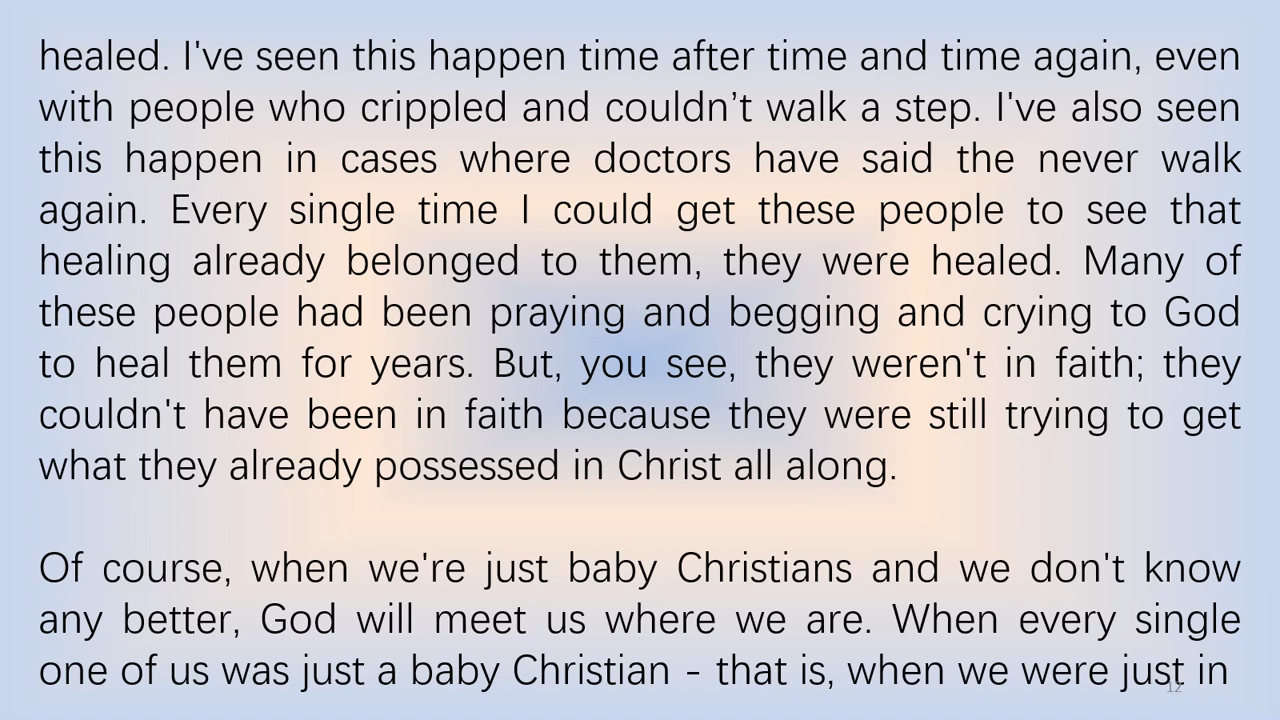 healed. I've seen this happen time after time and time again, even
with people who crippled and couldn’t walk a step. I've also seen
this happen in cases where doctors have said the never walk
again. Every single time I could get these people to see that
healing already belonged to them, they were healed. Many of
these people had been praying and begging and crying to God
to heal them for years. But, you see, they weren't in faith; they
couldn't have been in faith because they were still trying to get
what they already possessed in Christ all along.
Of course, when we're just baby Christians and we don't know
any better, God will meet us where we are. When every single
one of us was just a baby Christian - that is, when we were just in
12